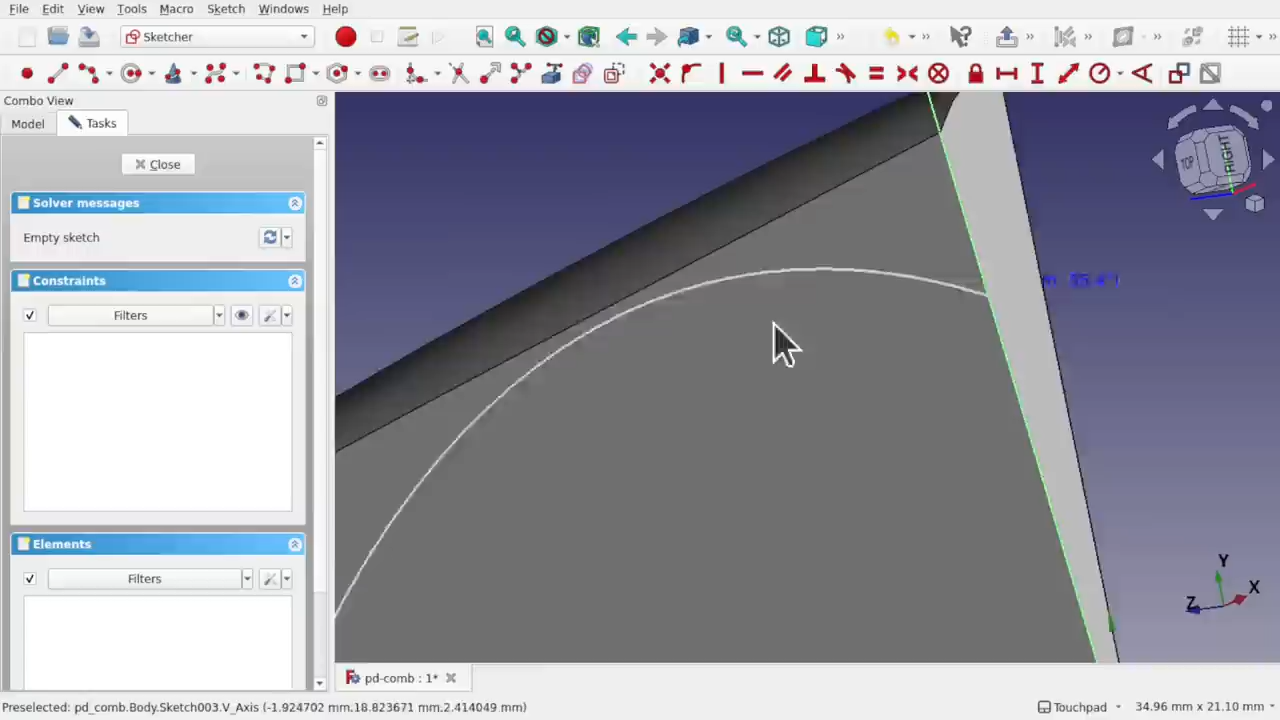 File Edit View Tools Macro Sketch Windows Help
Sketcher
Combo View
Model Tasks
Close
Solver messages
Empty sketch
Constraints
Filters
Elements
Filters
TOP RIGHT
Y
X
Z
pd-comb : 1*
Preselected: pd_comb.Body.Sketch003.V_Axis (-1.924702 mm,18.823671 mm,2.414049 mm)
Touchpad 34.96 mm x 21.10 mm